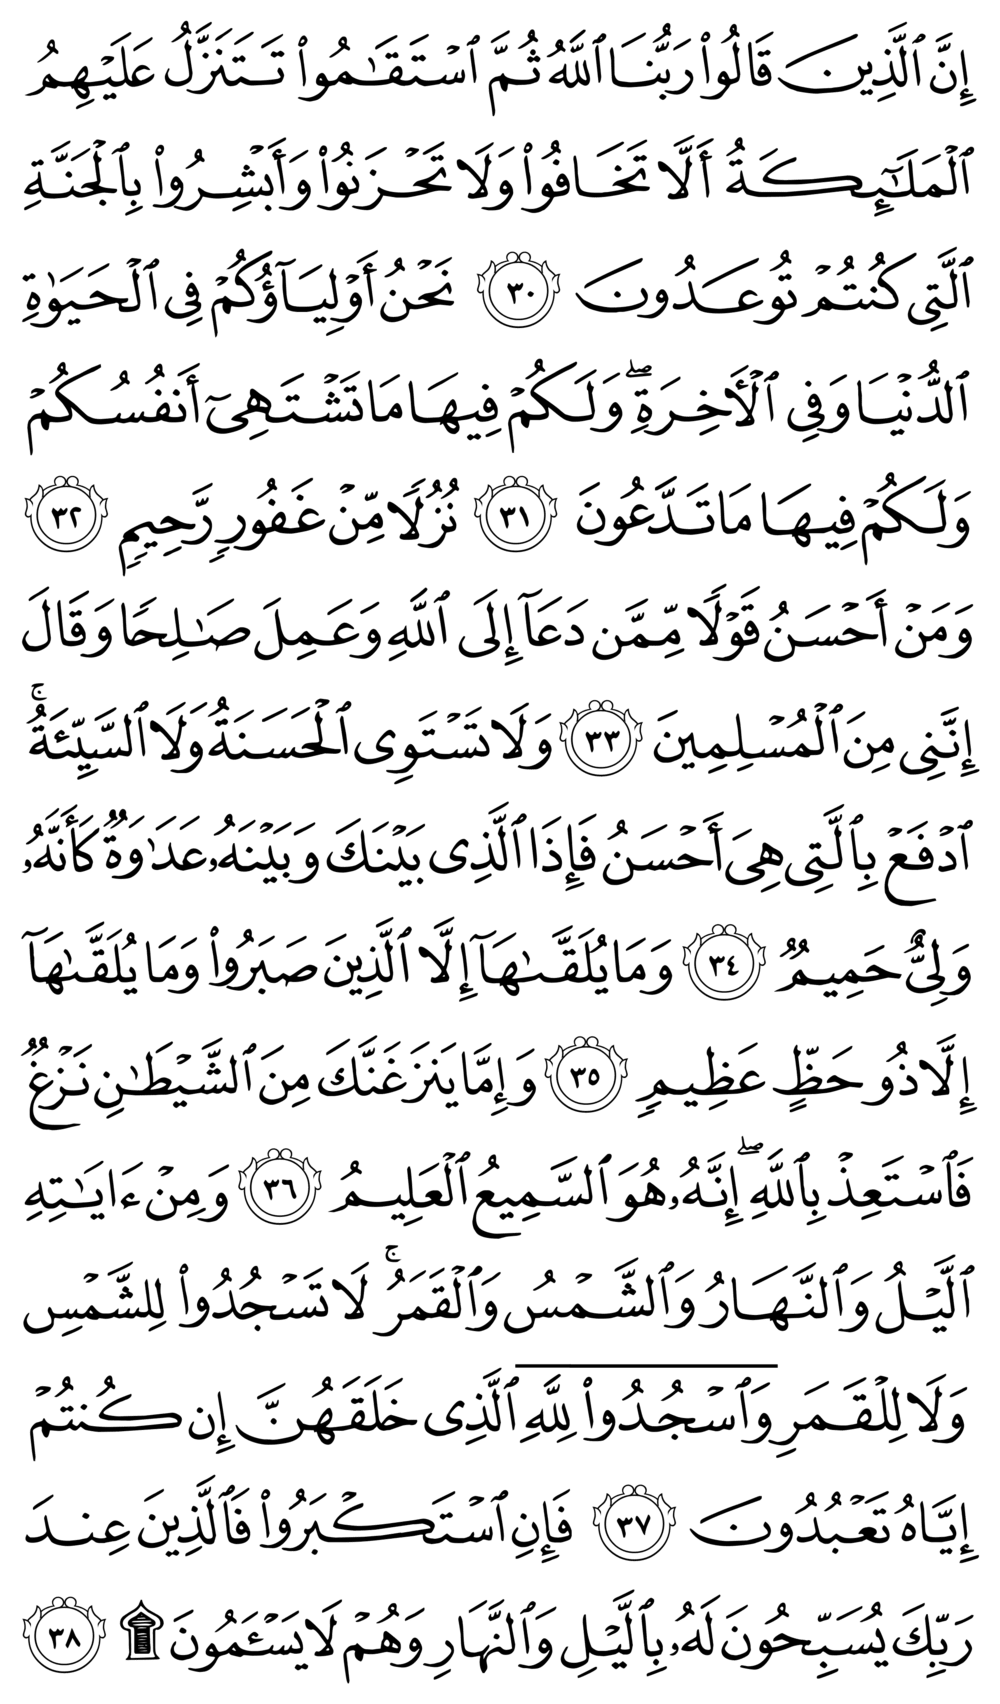 إِنَّ ٱلَّذِينَ قَالُوا۟ رَبُّنَا ٱللَّهُ ثُمَّ ٱسْتَقَٰمُوا۟ تَتَنَزَّلُ عَلَيْهِمُ
ٱلْمَلَٰٓئِكَةُ أَلَّا تَخَافُوا۟ وَلَا تَحْزَنُوا۟ وَأَبْشِرُوا۟ بِٱلْجَنَّةِ
ٱلَّتِى كُنتُمْ تُوعَدُونَ ٣٠ نَحْنُ أَوْلِيَآؤُكُمْ فِى ٱلْحَيَوٰةِ
ٱلدُّنْيَا وَفِى ٱلْأَخِرَةِ ۖ وَلَكُمْ فِيهَا مَا تَشْتَهِىٓ أَنفُسُكُمْ
وَلَكُمْ فِيهَا مَا تَدَّعُونَ ٣١ نُزُلًا مِّنْ غَفُورٍ رَّحِيمٍ ٣٢
وَمَنْ أَحْسَنُ قَوْلًا مِّمَّن دَعَآ إِلَى ٱللَّهِ وَعَمِلَ صَٰلِحًا وَقَالَ
إِنَّنِى مِنَ ٱلْمُسْلِمِينَ ٣٣ وَلَا تَسْتَوِى ٱلْحَسَنَةُ وَلَا ٱلسَّيِّئَةُ ۚ
ٱدْفَعْ بِٱلَّتِى هِىَ أَحْسَنُ فَإِذَا ٱلَّذِى بَيْنَكَ وَبَيْنَهُۥ عَدَٰوَةٌ كَأَنَّهُۥ
وَلِىٌّ حَمِيمٌ ٣٤ وَمَا يُلَقَّىٰهَآ إِلَّا ٱلَّذِينَ صَبَرُوا۟ وَمَا يُلَقَّىٰهَآ
إِلَّا ذُو حَظٍّ عَظِيمٍ ٣٥ وَإِمَّا يَنزَغَنَّكَ مِنَ ٱلشَّيْطَٰنِ نَزْغٌ
فَٱسْتَعِذْ بِٱللَّهِ ۖ إِنَّهُۥ هُوَ ٱلسَّمِيعُ ٱلْعَلِيمُ ٣٦ وَمِنْ ءَايَٰتِهِ
ٱلَّيْلُ وَٱلنَّهَارُ وَٱلشَّمْسُ وَٱلْقَمَرُ ۚ لَا تَسْجُدُوا۟ لِلشَّمْسِ
وَلَا لِلْقَمَرِ وَٱسْجُدُوا۟ لِلَّهِ ٱلَّذِى خَلَقَهُنَّ إِن كُنتُمْ
إِيَّاهُ تَعْبُدُونَ ٣٧ فَإِنِ ٱسْتَكْبَرُوا۟ فَٱلَّذِينَ عِندَ
رَبِّكَ يُسَبِّحُونَ لَهُۥ بِٱلَّيْلِ وَٱلنَّهَارِ وَهُمْ لَا يَسْـَٔمُونَ ۩ ٣٨